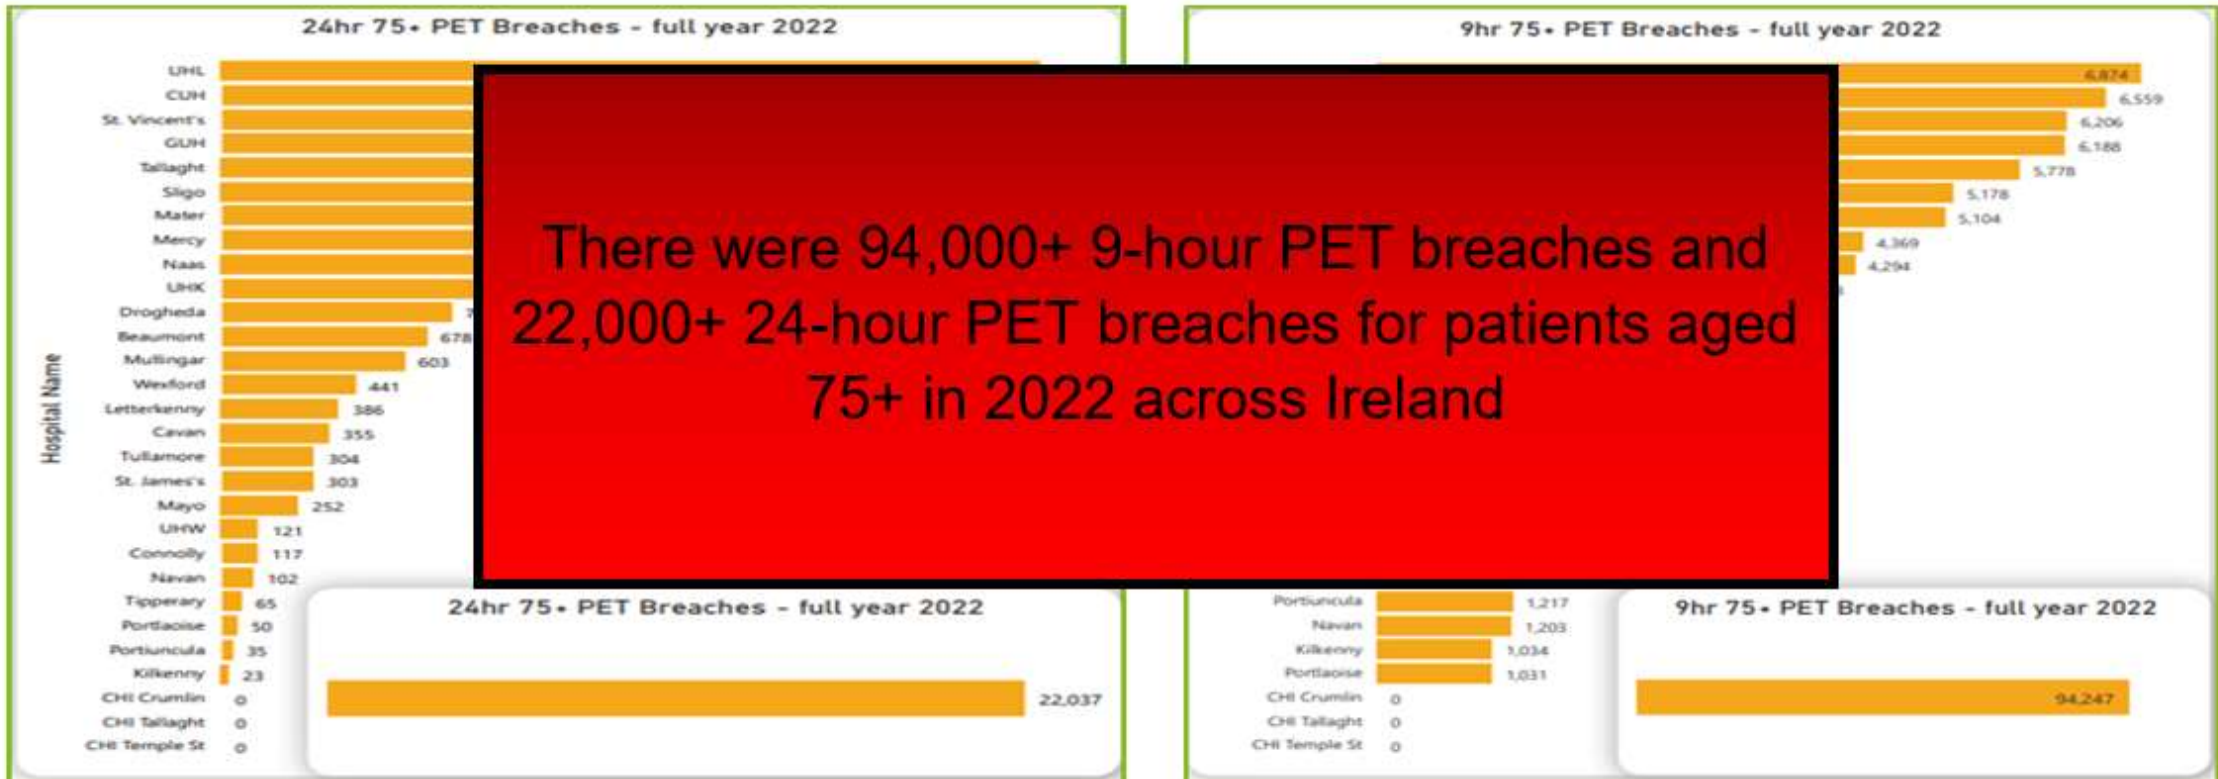 24hr 75+ PET Breaches - full year 2022
Hospital Name
UHL
CUH
St. Vincent's
GUH
Tallaght
Sligo
Mater
Mercy
Naas
UHK
Drogheda
Beaumont 678
Mullingar 603
Wexford 441
Letterkenny 386
Cavan 355
Tullamore 304
St. James's 303
Mayo 252
UHW 121
Connolly 117
Navan 102
Tipperary 65
Portlaoise 50
Portiuncula 35
Kilkenny 23
CHI Crumlin 0
CHI Tallaght 0
CHI Temple St 0
24hr 75+ PET Breaches - full year 2022
22,037
There were 94,000+ 9-hour PET breaches and
22,000+ 24-hour PET breaches for patients aged
75+ in 2022 across Ireland
9hr 75+ PET Breaches - full year 2022
6,874
6,559
6,206
6,188
5,778
5,178
5,104
4,369
4,294
Portiuncula 1,217
Navan 1,203
Kilkenny 1,034
Portlaoise 1,031
CHI Crumlin 0
CHI Tallaght 0
CHI Temple St 0
9hr 75+ PET Breaches - full year 2022
94,247